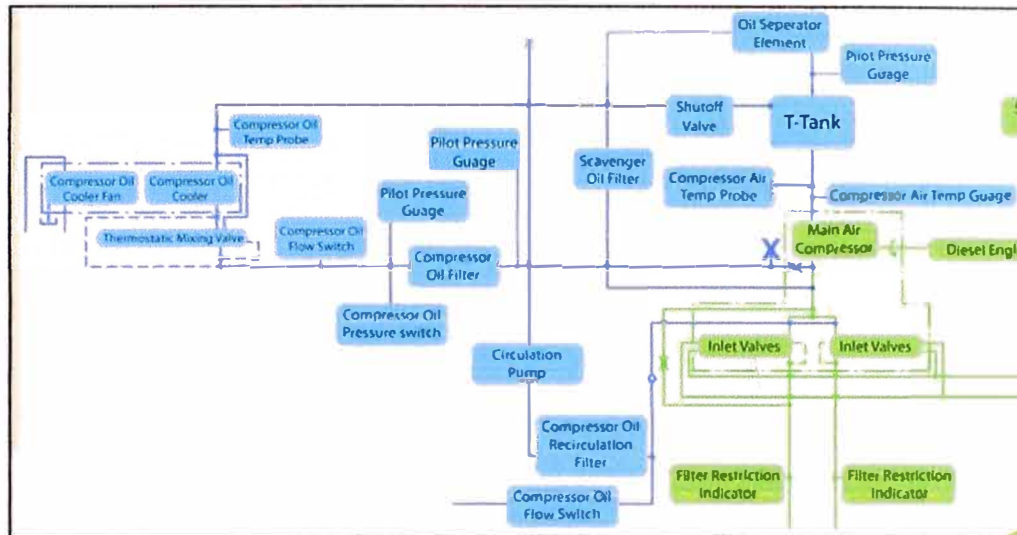 Oil Seperator
Element
Pilot Pressure
Guage
Shutoff
Valve
T-Tank
Compressor Oil
Temp Probe
Pilot Pressure
Guage
Scavenger
Oil Filter
Compressor Air
Temp Probe
Compressor Air Temp Guage
Compressor Oil
Cooler Fan
Compressor Oil
Cooler
Pilot Pressure
Guage
Thermostatic Mixing Valve
Compressor Oil
Flow Switch
Compressor
Oil Filter
Main Air
Compressor
Diesel Engi
Compressor Oil
Pressure switch
Inlet Valves
Inlet Valves
Circulation
Pump
Compressor Oil
Recirculation
Filter
Filter Restriction
Indicator
Filter Restriction
Indicator
Compressor Oil
Flow Switch